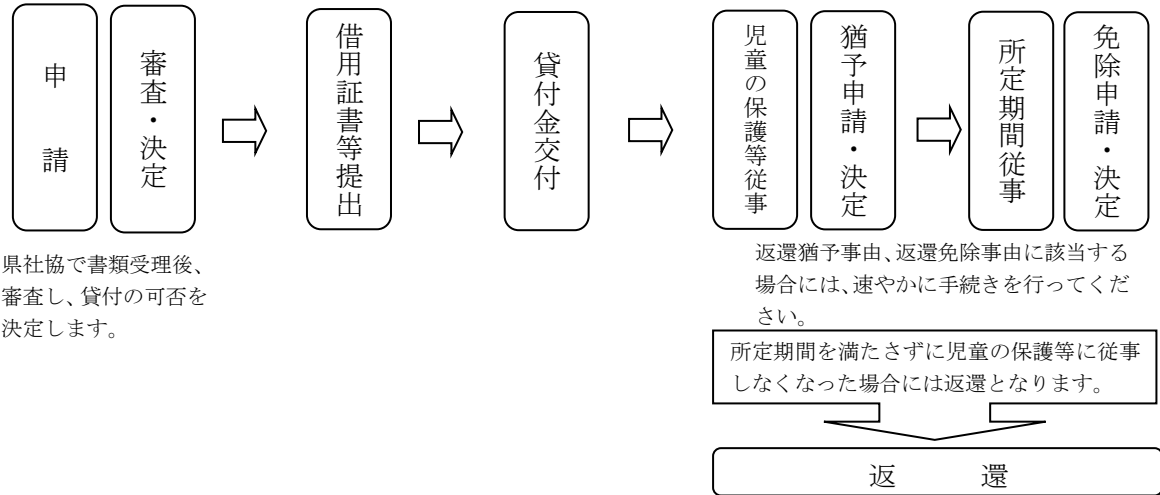 申請
審査・決定
借用証書等提出
貸付金交付
児童の保護等従事
猶予申請・決定
所定期間従事
免除申請・決定
県社協で書類受理後、
審査し、貸付の可否を
決定します。
返還猶予事由、返還免除事由に該当する
場合には、速やかに手続きを行ってくだ
さい。
所定期間を満たさずに児童の保護等に従事
しなくなった場合には返還となります。
返還